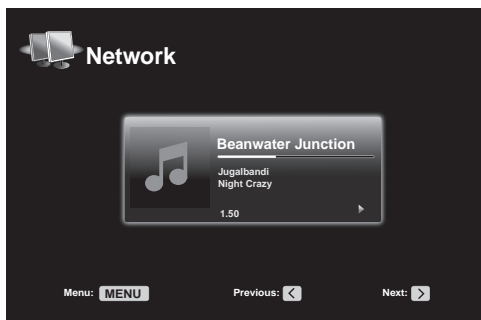 Network
Beanwater Junction
Jugalbandi
Night Crazy
1.50
Menu: MENU Previous: < Next: >